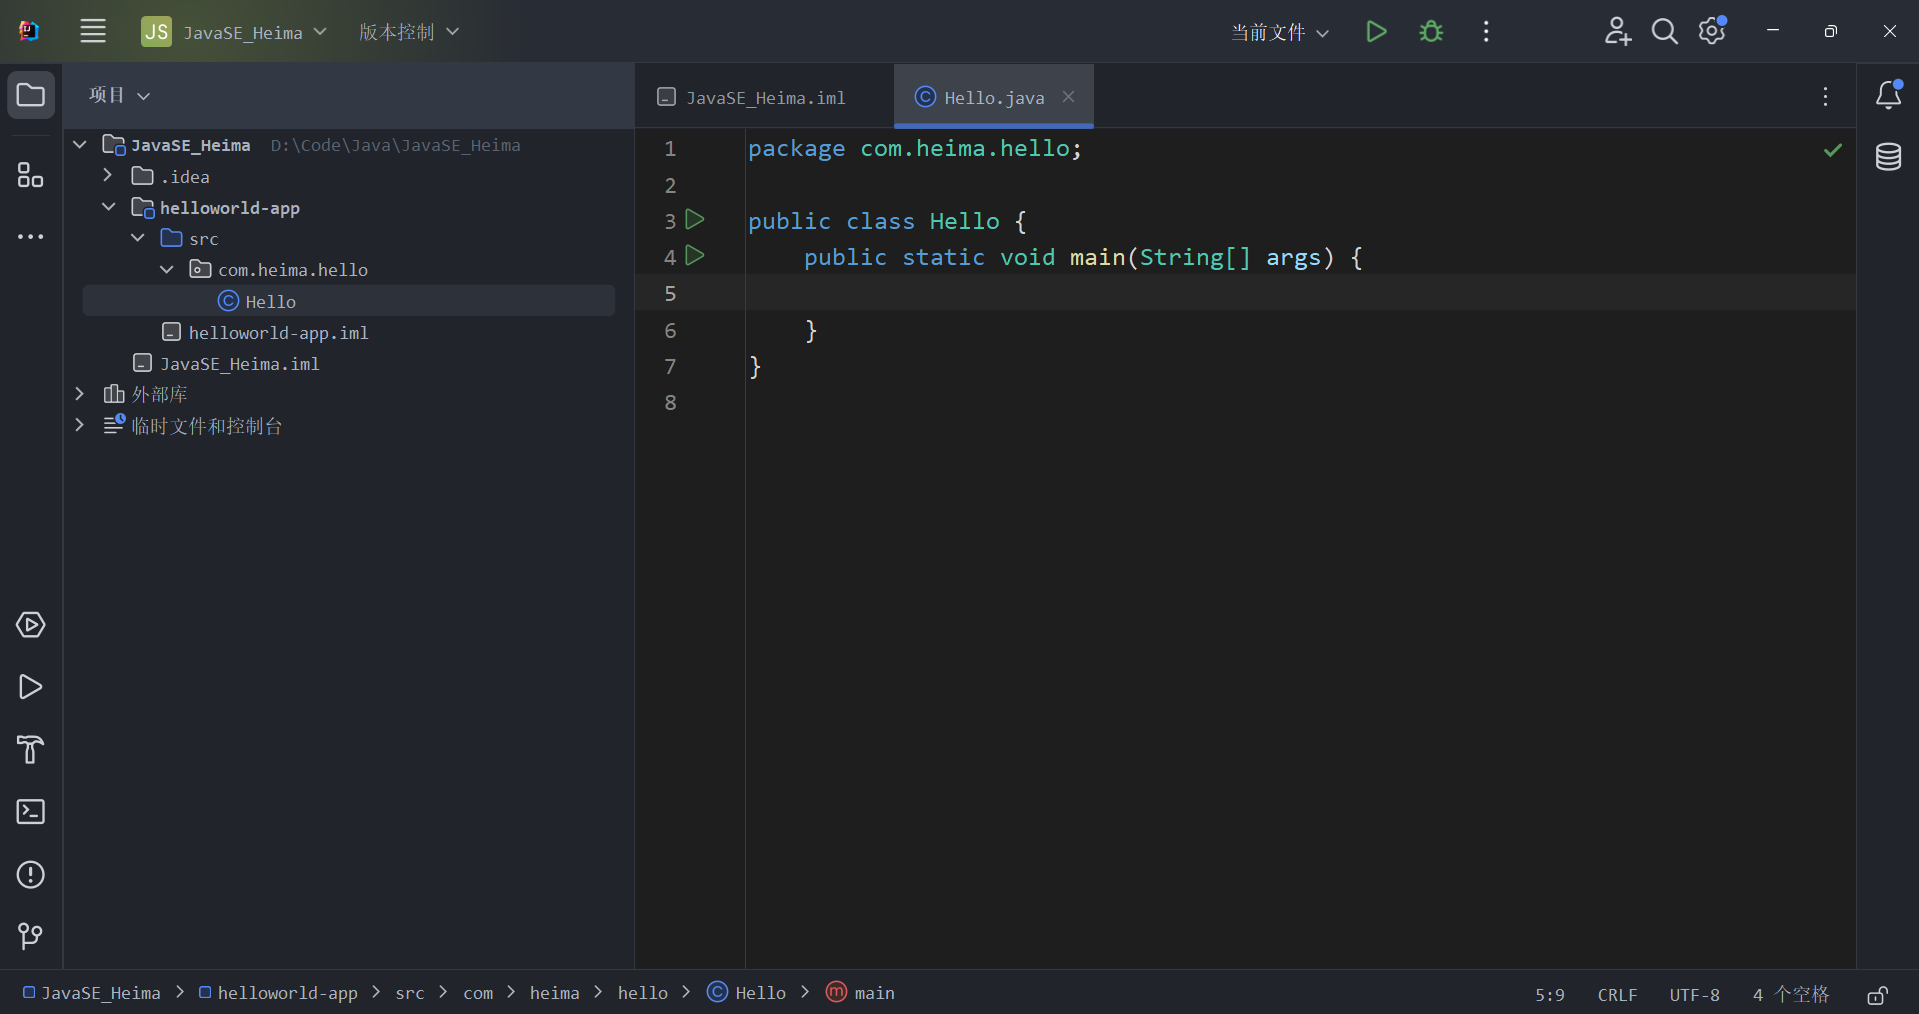 JS JavaSE_Heima 版本控制 当前文件
项目
JavaSE_Heima D:\Code\Java\JavaSE_Heima
.idea
helloworld-app
src
com.heima.hello
Hello
helloworld-app.iml
JavaSE_Heima.iml
外部库
临时文件和控制台
JavaSE_Heima.iml Hello.java
1 package com.heima.hello;
2
3 public class Hello {
4 public static void main(String[] args) {
5
6 }
7 }
8
JavaSE_Heima > helloworld-app > src > com > heima > hello > Hello > main 5:9 CRLF UTF-8 4 个空格